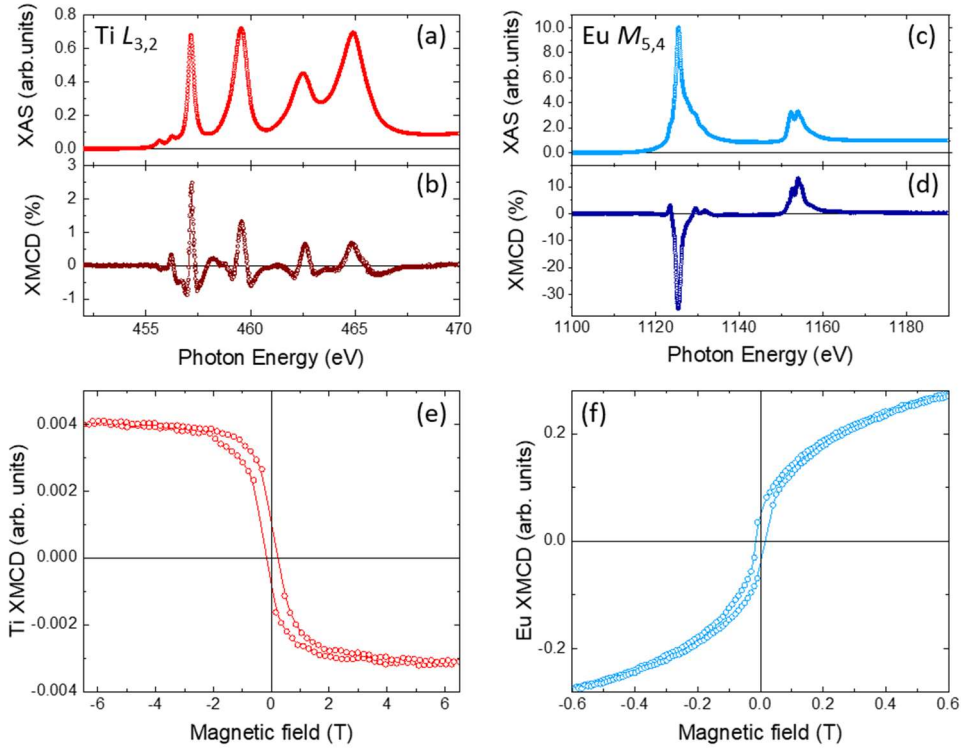 Ti L3,2
(a)
XAS (arb.units)
0.8
0.6
0.4
0.2
0.0
(b)
XMCD (%)
3
2
1
0
-1
455
460
465
470
Photon Energy (eV)
Eu M5,4
(c)
XAS (arb.units)
10.0
8.0
6.0
4.0
2.0
0.0
(d)
XMCD (%)
10
0
-10
-20
-30
1100
1120
1140
1160
1180
Photon Energy (eV)
(e)
Ti XMCD (arb. units)
0.004
0.002
0.000
-0.002
-0.004
-6
-4
-2
0
2
4
6
Magnetic field (T)
(f)
Eu XMCD (arb. units)
0.2
0.0
-0.2
-0.6
-0.4
-0.2
0.0
0.2
0.4
0.6
Magnetic field (T)